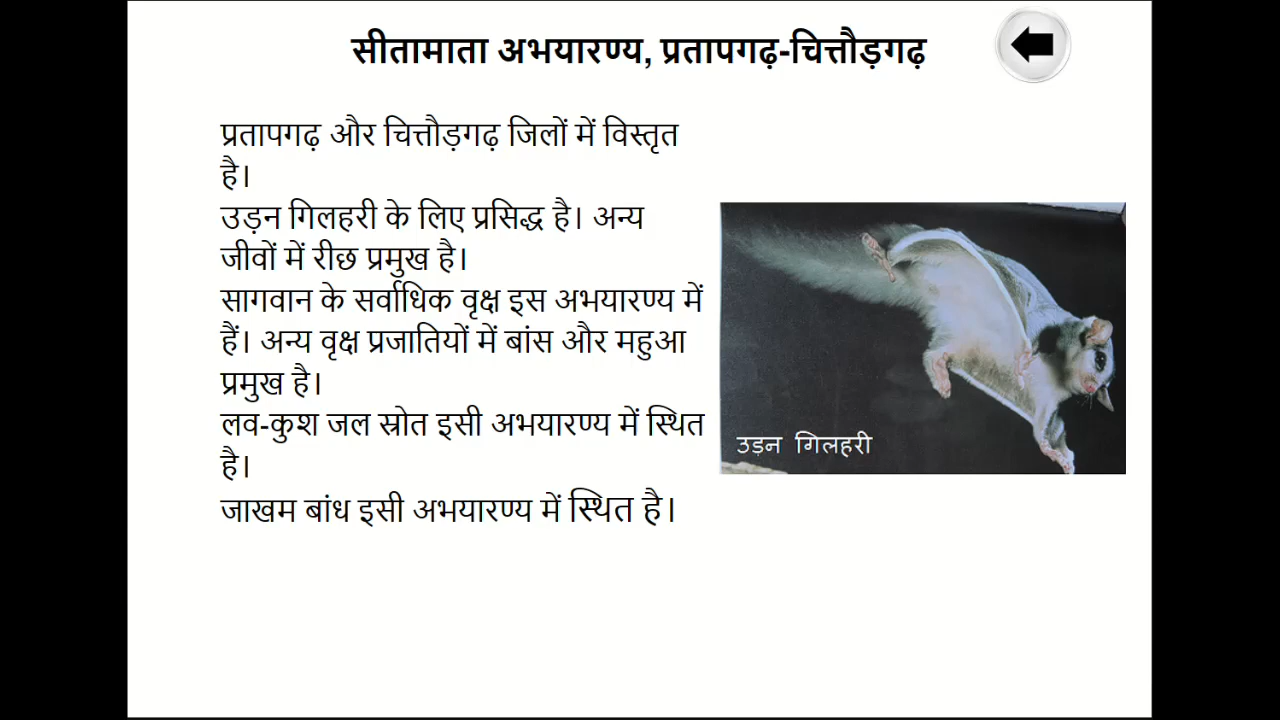 सीतामाता अभयारण्य, प्रतापगढ़-चित्तौड़गढ़
प्रतापगढ़ और चित्तौड़गढ़ जिलों में विस्तृत
है।
उड़न गिलहरी के लिए प्रसिद्ध है। अन्य
जीवों में रीछ प्रमुख है।
सागवान के सर्वाधिक वृक्ष इस अभयारण्य में
हैं। अन्य वृक्ष प्रजातियों में बांस और महुआ
प्रमुख है।
लव-कुश जल स्रोत इसी अभयारण्य में स्थित
है।
जाखम बांध इसी अभयारण्य में स्थित है।
उड़न गिलहरी